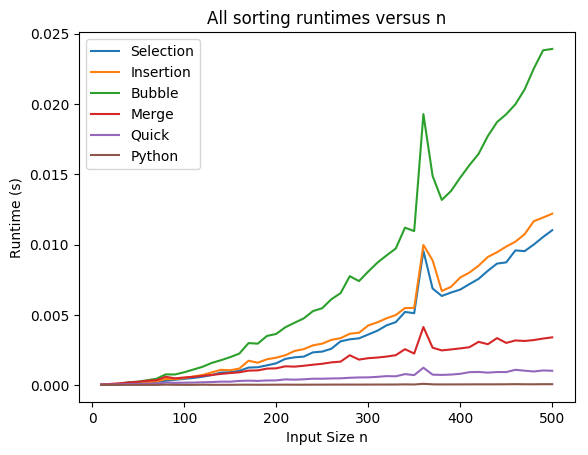 All sorting runtimes versus n
Selection
Insertion
Bubble
Merge
Quick
Python
Runtime (s)
0.025
0.020
0.015
0.010
0.005
0.000
0 100 200 300 400 500
Input Size n